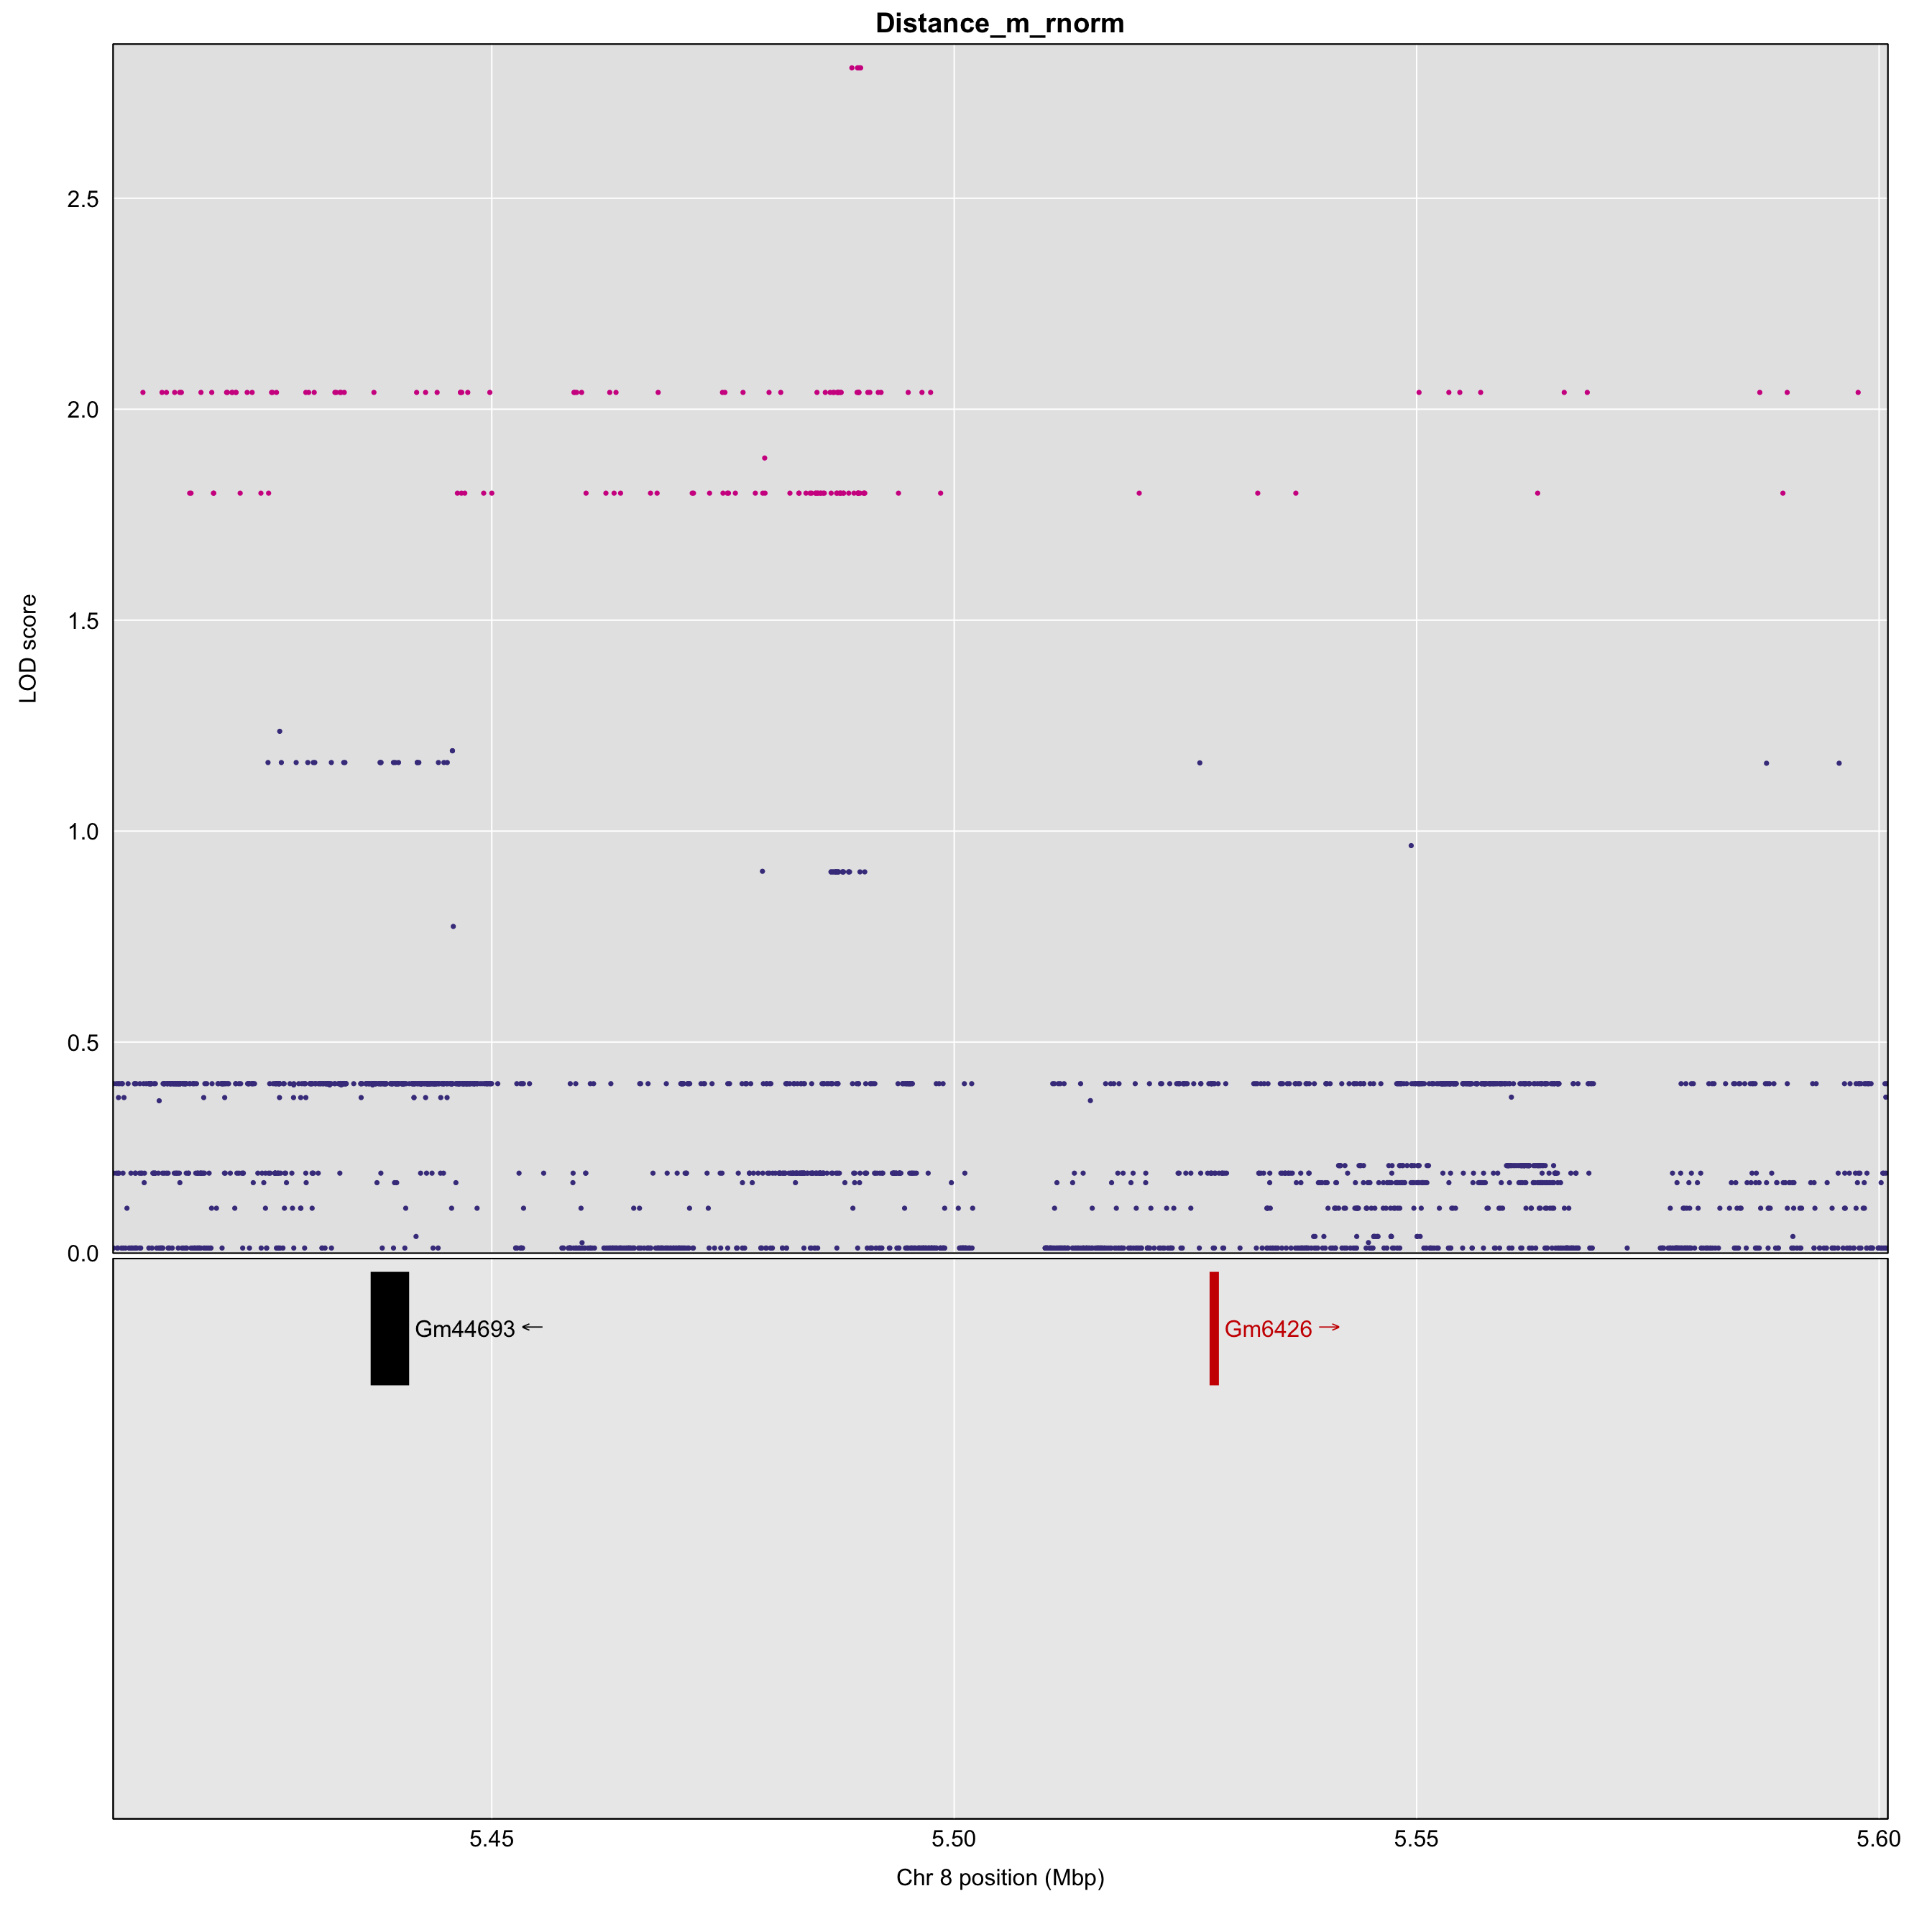 Distance_m_rnorm
2.5
2.0
1.5
LOD score
1.0
0.5
0.0
Gm44693 ←
Gm6426 →
5.45 5.50 5.55 5.60
Chr 8 position (Mbp)